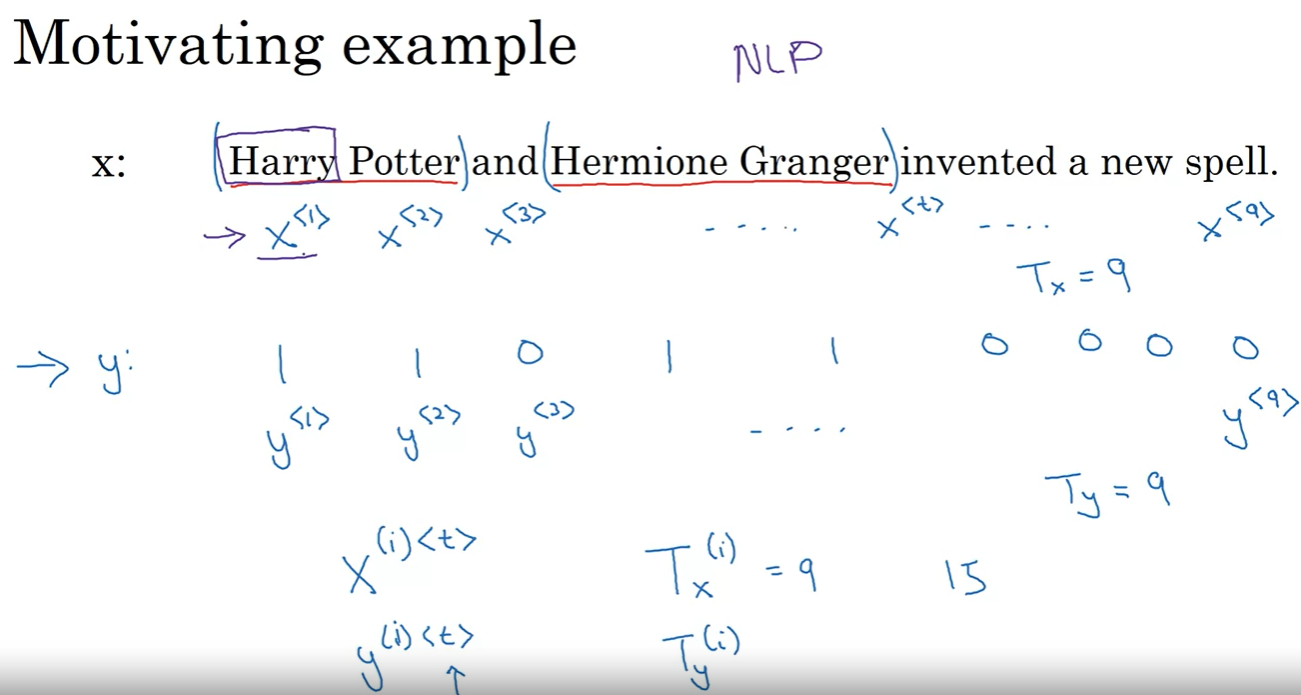 Motivating example NLP
x: (Harry Potter) and (Hermione Granger) invented a new spell.
→ x<1> x<2> x<3> ..... x<t> .... x<9>
Tx = 9
→ y: 1 1 0 1 1 0 0 0 0
y<1> y<2> y<3> .... y<9>
Ty = 9
X(i)<t> Tx(i) = 9 15
y(i)<t> Ty(i)
↑